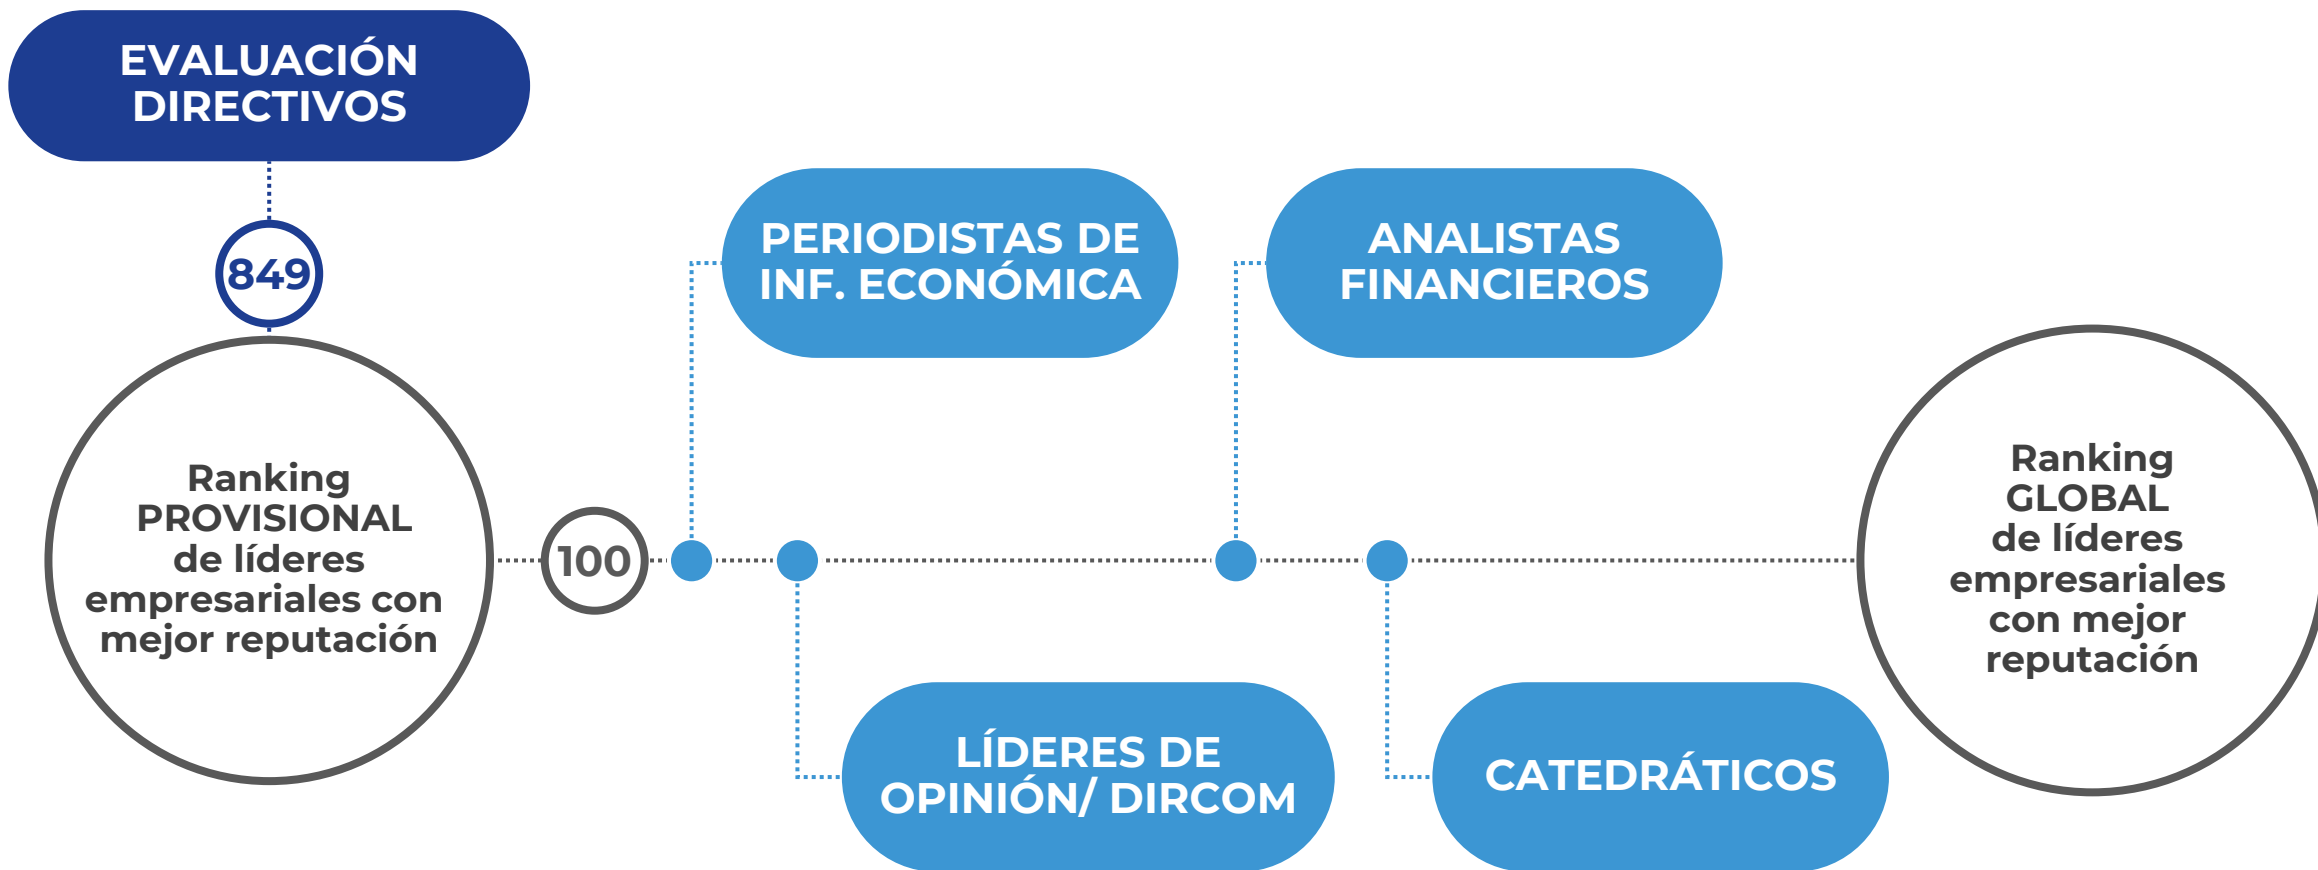 EVALUACIÓN
DIRECTIVOS
849
Ranking
PROVISIONAL
de líderes
empresariales con
mejor reputación
100
PERIODISTAS DE
INF. ECONÓMICA
LÍDERES DE
OPINIÓN/ DIRCOM
ANALISTAS
FINANCIEROS
CATEDRÁTICOS
Ranking
GLOBAL
de líderes
empresariales
con mejor
reputación